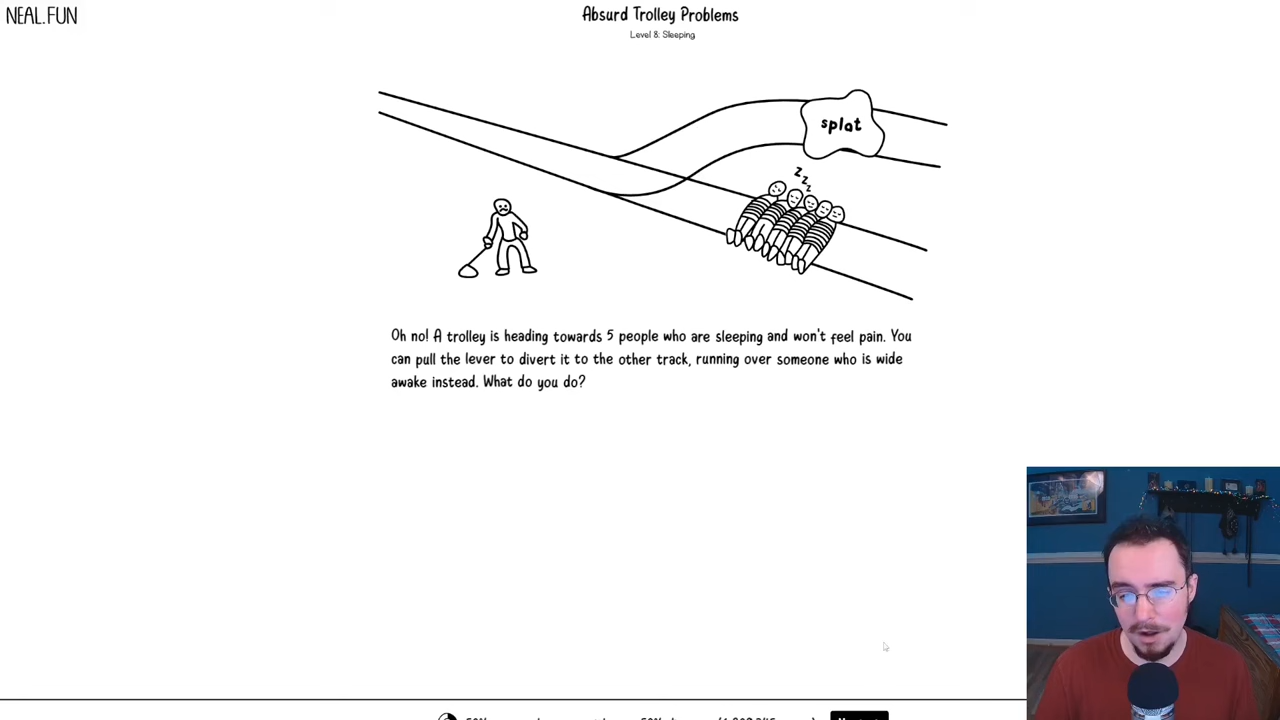 NEAL.FUN
Absurd Trolley Problems
Level 8: Sleeping
splat
z
z
z
Oh no! A trolley is heading towards 5 people who are sleeping and won't feel pain. You
can pull the lever to divert it to the other track, running over someone who is wide
awake instead. What do you do?